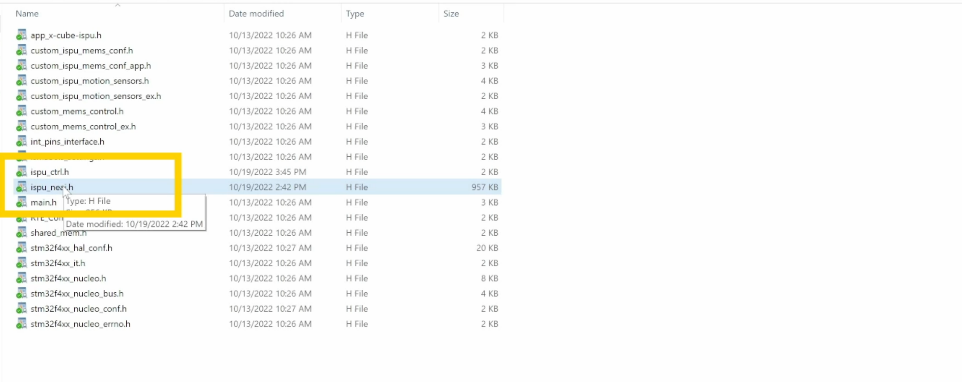 Name Date modified Type Size
app_x-cube-ispu.h 10/13/2022 10:26 AM H File 2 KB
custom_ispu_mems_conf.h 10/13/2022 10:26 AM H File 2 KB
custom_ispu_mems_conf_app.h 10/13/2022 10:26 AM H File 3 KB
custom_ispu_motion_sensors.h 10/13/2022 10:26 AM H File 4 KB
custom_ispu_motion_sensors_ex.h 10/13/2022 10:26 AM H File 2 KB
custom_mems_control.h 10/13/2022 10:26 AM H File 4 KB
custom_mems_control_ex.h 10/13/2022 10:26 AM H File 3 KB
int_pins_interface.h 10/13/2022 10:26 AM H File 2 KB
10/13/2022 10:26 AM H File 2 KB
ispu_ctrl.h 10/19/2022 3:45 PM H File 2 KB
ispu_neai.h 10/19/2022 2:42 PM H File 957 KB
main.h Type: H File 10/13/2022 10:26 AM H File 3 KB
10/13/2022 10:26 AM H File 2 KB
Date modified: 10/19/2022 2:42 PM
shared_mem.h 10/13/2022 10:26 AM H File 2 KB
stm32f4xx_hal_conf.h 10/13/2022 10:27 AM H File 20 KB
stm32f4xx_it.h 10/13/2022 10:26 AM H File 2 KB
stm32f4xx_nucleo.h 10/13/2022 10:26 AM H File 8 KB
stm32f4xx_nucleo_bus.h 10/13/2022 10:26 AM H File 4 KB
stm32f4xx_nucleo_conf.h 10/13/2022 10:27 AM H File 2 KB
stm32f4xx_nucleo_errno.h 10/13/2022 10:26 AM H File 2 KB